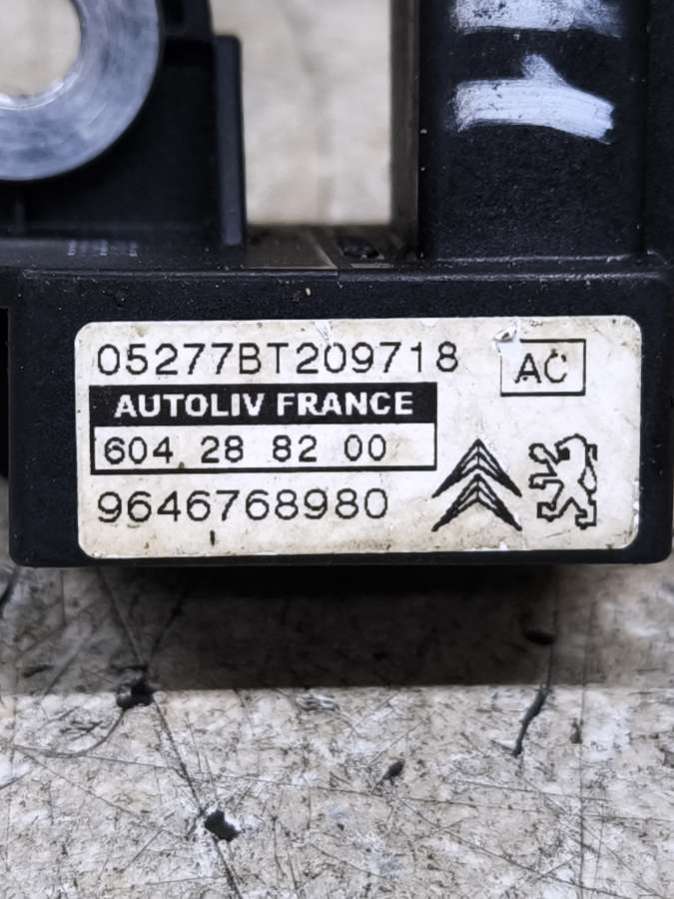 05277BT209718 AC
AUTOLIV FRANCE
604 28 82 00
9646768980